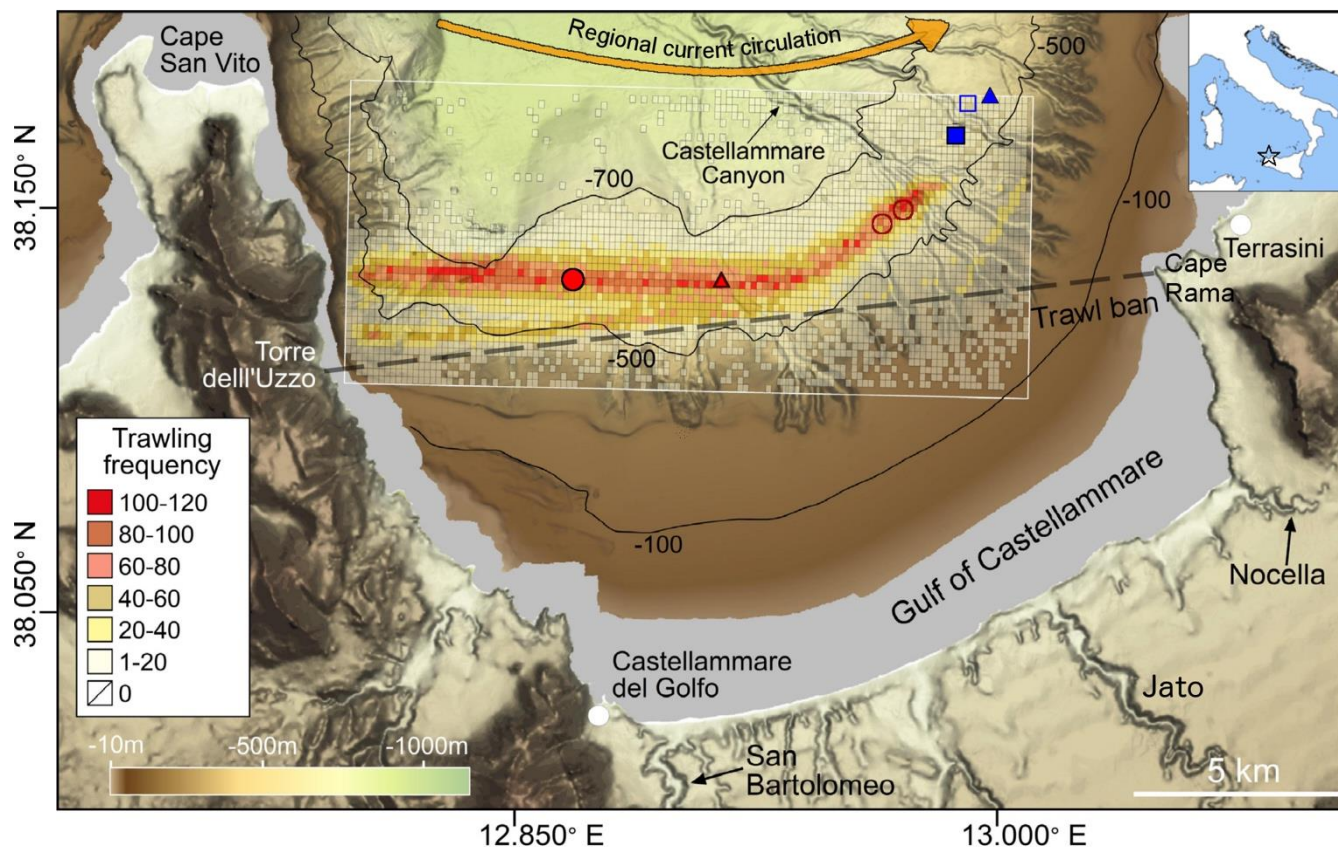 Cape
San Vito
Regional current circulation
-500
Castellammare
Canyon
-700
-100
Terrasini
Cape
Rama
Trawl ban
Torre
delll'Uzzo
-500
38.150° N
Trawling
frequency
100-120
80-100
60-80
40-60
20-40
1-20
0
-100
Gulf of Castellammare
Nocella
38.050° N
Castellammare
del Golfo
Jato
-10m
-500m
-1000m
San
Bartolomeo
5 km
12.850° E
13.000° E